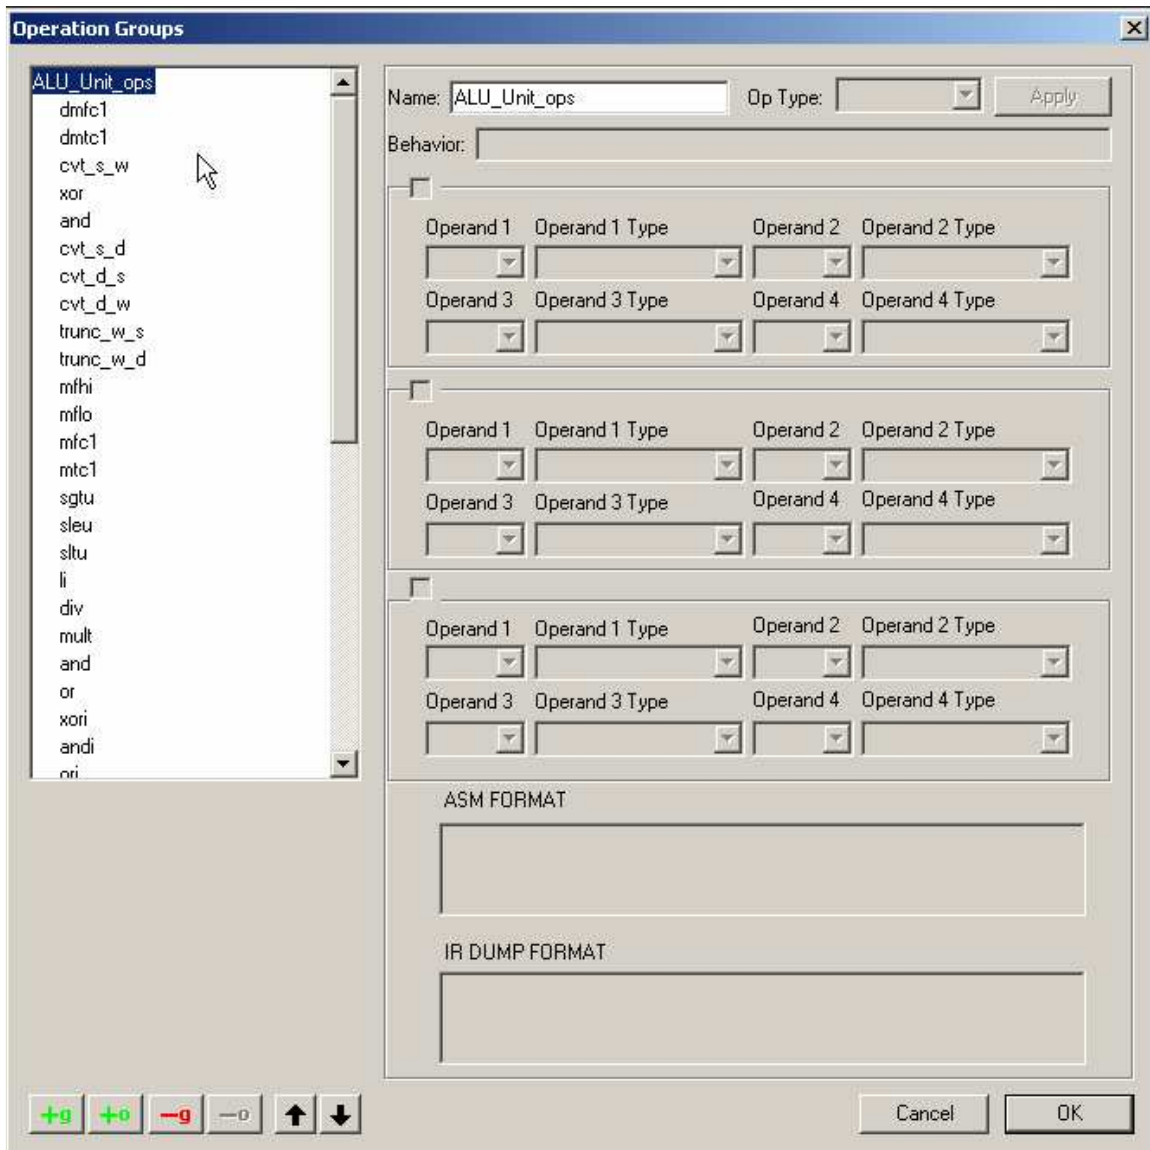 Operation Groups
ALU_Unit_ops
dmfc1
dmtc1
cvt_s_w
xor
and
cvt_s_d
cvt_d_s
cvt_d_w
trunc_w_s
trunc_w_d
mfhi
mflo
mfc1
mtc1
sgtu
sleu
sltu
li
div
mult
and
or
xori
andi
ori
Name: ALU_Unit_ops Op Type: Apply
Behavior:
Operand 1 Operand 1 Type Operand 2 Operand 2 Type
Operand 3 Operand 3 Type Operand 4 Operand 4 Type
Operand 1 Operand 1 Type Operand 2 Operand 2 Type
Operand 3 Operand 3 Type Operand 4 Operand 4 Type
Operand 1 Operand 1 Type Operand 2 Operand 2 Type
Operand 3 Operand 3 Type Operand 4 Operand 4 Type
ASM FORMAT
IR DUMP FORMAT
+g +o −g −o Cancel OK